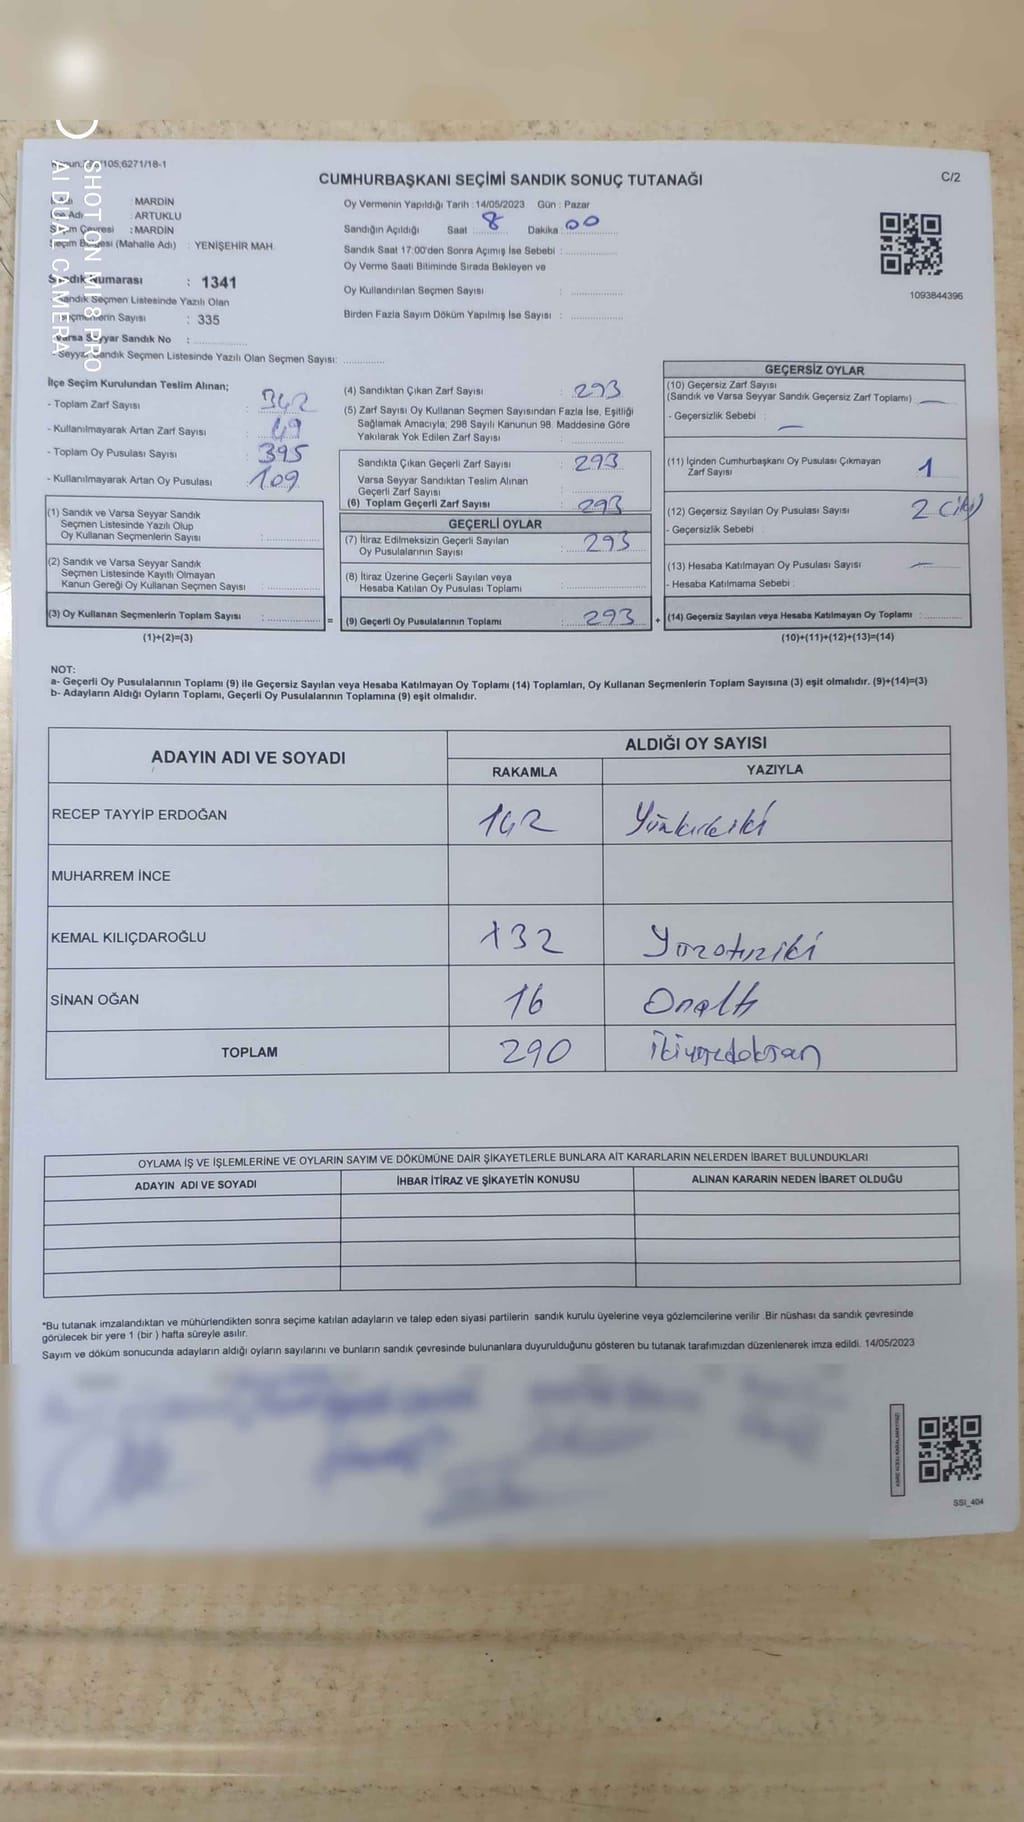 105;6271/18-1
CUMHURBAŞKANI SEÇİMİ SANDIK SONUÇ TUTANAĞI
C/2
: MARDİN
Adı : ARTUKLU
: MARDİN
(Mahalle Adı) : YENİŞEHİR MAH.
Sandık Numarası : 1341
Sandık Seçmen Listesinde Yazılı Olan
Seçmenlerin Sayısı : 335
Varsa Seyyar Sandık No :
Seyyar Sandık Seçmen Listesinde Yazılı Olan Seçmen Sayısı:
Oy Vermenin Yapıldığı Tarih : 14/05/2023 Gün : Pazar
Sandığın Açıldığı Saat 8 Dakika 00
Sandık Saat 17:00'den Sonra Açımış İse Sebebi :
Oy Verme Saati Bitiminde Sırada Bekleyen ve
Oy Kullandırılan Seçmen Sayısı :
Birden Fazla Sayım Döküm Yapılmış İse Sayısı :
1093844396
SHOT ON MI 8 PRO
AI DUAL CAMERA
İlçe Seçim Kurulundan Teslim Alınan;
- Toplam Zarf Sayısı : 342
- Kullanılmayarak Artan Zarf Sayısı : 49
- Toplam Oy Pusulası Sayısı : 395
- Kullanılmayarak Artan Oy Pusulası : 109
(1) Sandık ve Varsa Seyyar Sandık
Seçmen Listesinde Yazılı Olup
Oy Kullanan Seçmenlerin Sayısı :
(2) Sandık ve Varsa Seyyar Sandık
Seçmen Listesinde Kayıtlı Olmayan
Kanun Gereği Oy Kullanan Seçmen Sayısı :
(3) Oy Kullanan Seçmenlerin Toplam Sayısı : =
(1)+(2)=(3)
(4) Sandıktan Çıkan Zarf Sayısı : 293
(5) Zarf Sayısı Oy Kullanan Seçmen Sayısından Fazla İse, Eşitliği
Sağlamak Amacıyla; 298 Sayılı Kanunun 98. Maddesine Göre
Yakılarak Yok Edilen Zarf Sayısı :
Sandıkta Çıkan Geçerli Zarf Sayısı : 293
Varsa Seyyar Sandıktan Teslim Alınan
Geçerli Zarf Sayısı :
(6) Toplam Geçerli Zarf Sayısı : 293
GEÇERLİ OYLAR
(7) İtiraz Edilmeksizin Geçerli Sayılan
Oy Pusulalarının Sayısı : 293
(8) İtiraz Üzerine Geçerli Sayılan veya
Hesaba Katılan Oy Pusulası Toplamı :
(9) Geçerli Oy Pusulalarının Toplamı : 293 +
GEÇERSİZ OYLAR
(10) Geçersiz Zarf Sayısı
(Sandık ve Varsa Seyyar Sandık Geçersiz Zarf Toplamı) : —
- Geçersizlik Sebebi : —
(11) İçinden Cumhurbaşkanı Oy Pusulası Çıkmayan
Zarf Sayısı 1
(12) Geçersiz Sayılan Oy Pusulası Sayısı 2
- Geçersizlik Sebebi :
(13) Hesaba Katılmayan Oy Pusulası Sayısı : —
- Hesaba Katılmama Sebebi :
(14) Geçersiz Sayılan veya Hesaba Katılmayan Oy Toplamı :
(10)+(11)+(12)+(13)=(14)
NOT:
a- Geçerli Oy Pusulalarının Toplamı (9) ile Geçersiz Sayılan veya Hesaba Katılmayan Oy Toplamı (14) Toplamları, Oy Kullanan Seçmenlerin Toplam Sayısına (3) eşit olmalıdır. (9)+(14)=(3)
b- Adayların Aldığı Oyların Toplamı, Geçerli Oy Pusulalarının Toplamına (9) eşit olmalıdır.
ADAYIN ADI VE SOYADI
ALDIĞI OY SAYISI
RAKAMLA YAZIYLA
RECEP TAYYİP ERDOĞAN 142 Yüzkırkiki
MUHARREM İNCE
KEMAL KILIÇDAROĞLU 132 Yüzotuziki
SİNAN OĞAN 16 Onaltı
TOPLAM 290 İkiyüzdoksan
OYLAMA İŞ VE İŞLEMLERİNE VE OYLARIN SAYIM VE DÖKÜMÜNE DAİR ŞİKAYETLERLE BUNLARA AİT KARARLARIN NELERDEN İBARET BULUNDUKLARI
ADAYIN ADI VE SOYADI İHBAR İTİRAZ VE ŞİKAYETİN KONUSU ALINAN KARARIN NEDEN İBARET OLDUĞU
*Bu tutanak imzalandıktan ve mühürlendikten sonra seçime katılan adayların ve talep eden siyasi partilerin sandık kurulu üyelerine veya gözlemcilerine verilir. Bir nüshası da sandık çevresinde
görülecek bir yere 1 (bir ) hafta süreyle asılır.
Sayım ve döküm sonucunda adayların aldığı oyların sayılarını ve bunların sandık çevresinde bulunanlara duyurulduğunu gösteren bu tutanak tarafımızdan düzenlenerek imza edildi. 14/05/2023
SSI_404